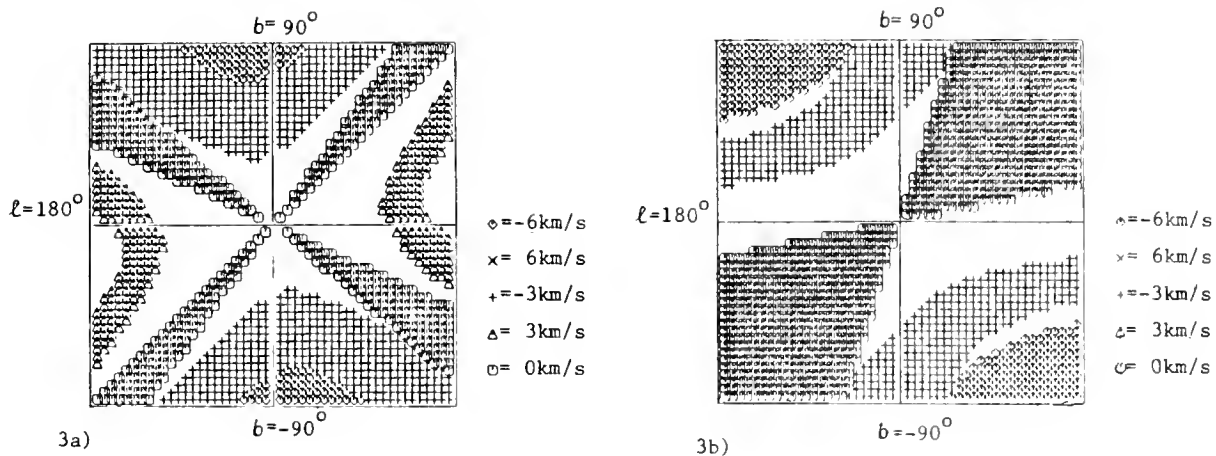 b= 90°
ℓ=180°
◇=-6km/s
×= 6km/s
+=-3km/s
△= 3km/s
○= 0km/s
b=-90°
3a)
b= 90°
ℓ=180°
◇=-6km/s
×= 6km/s
+=-3km/s
△= 3km/s
○= 0km/s
b=-90°
3b)